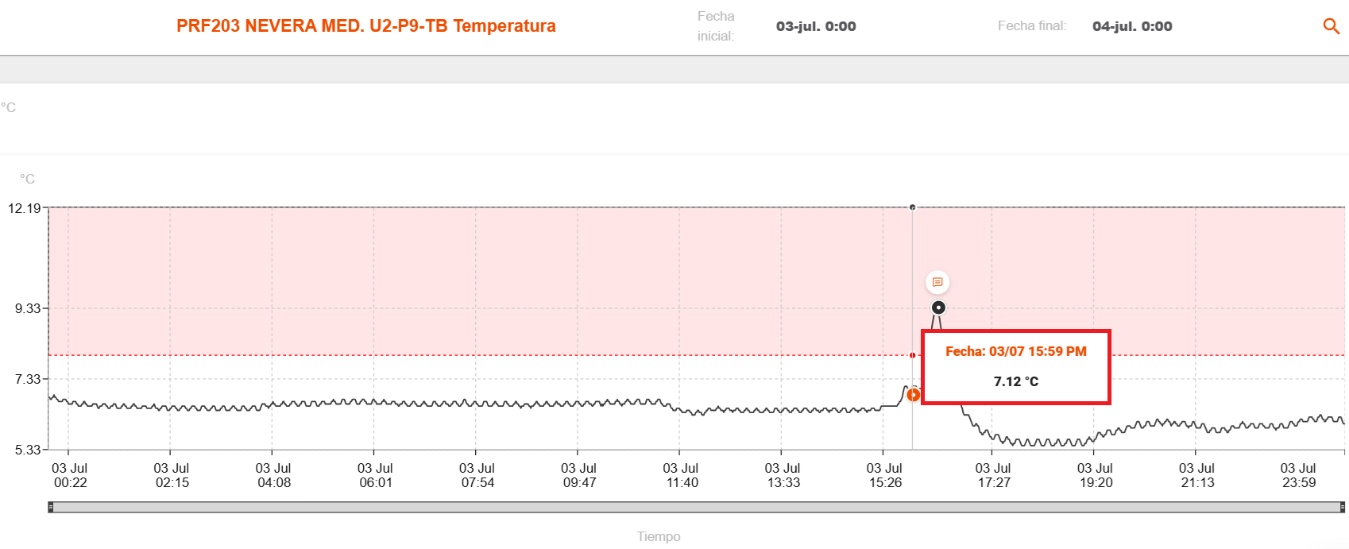 PRF203 NEVERA MED. U2-P9-TB Temperatura
Fecha
inicial:
03-jul. 0:00
Fecha final:
04-jul. 0:00
°C
°C
12.19
9.33
7.33
5.33
Fecha: 03/07 15:59 PM
7.12 °C
03 Jul
00:22
03 Jul
02:15
03 Jul
04:08
03 Jul
06:01
03 Jul
07:54
03 Jul
09:47
03 Jul
11:40
03 Jul
13:33
03 Jul
15:26
03 Jul
17:27
03 Jul
19:20
03 Jul
21:13
03 Jul
23:59
Tiempo